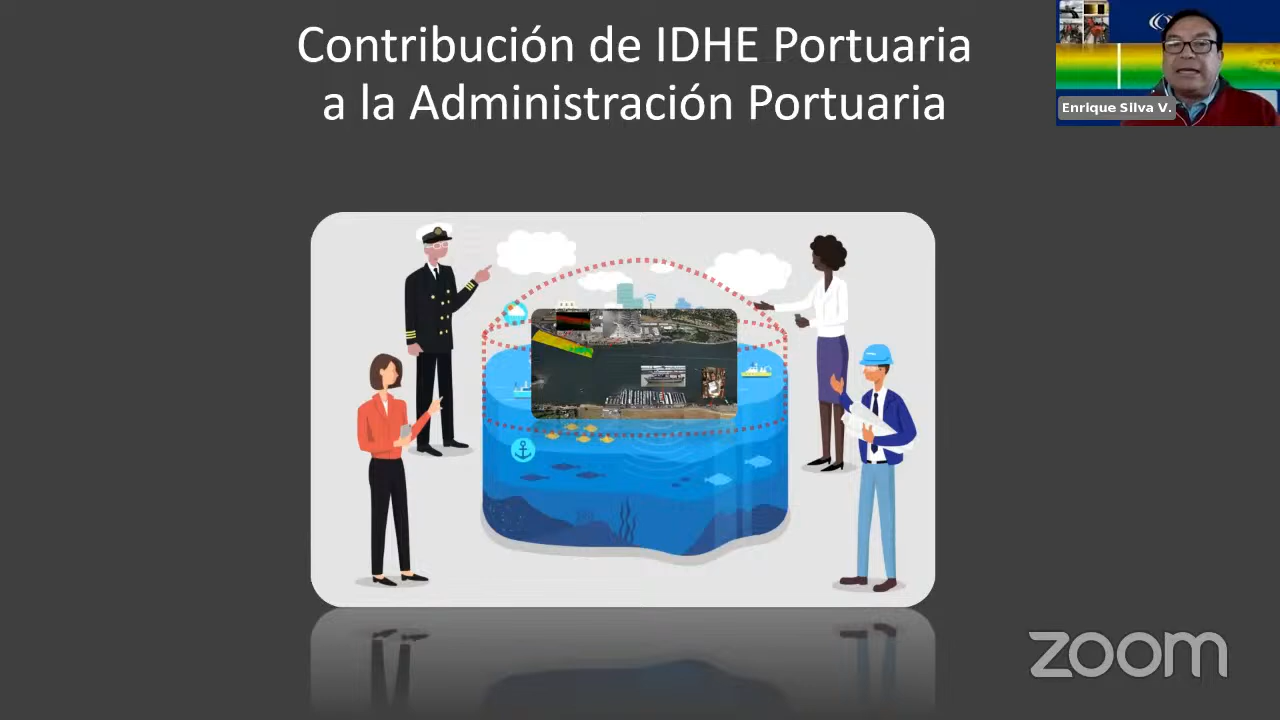 Contribución de IDHE Portuaria
a la Administración Portuaria
Enrique Silva V.
zoom